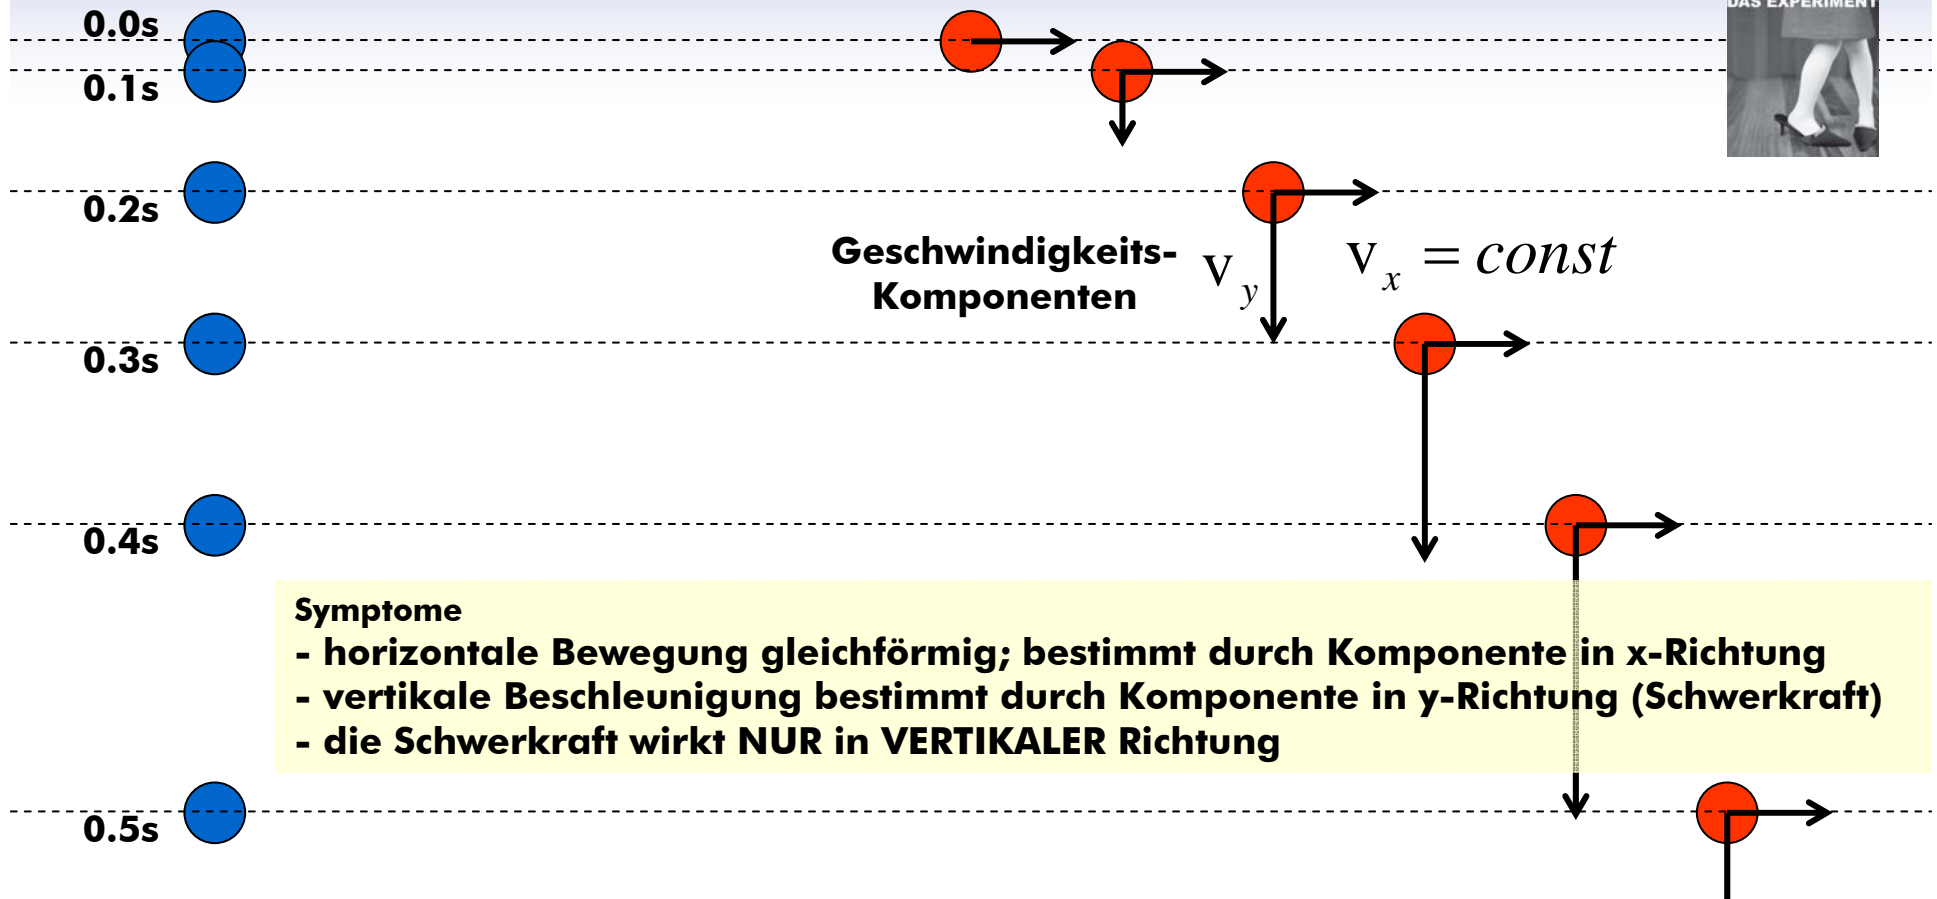 DAS EXPERIMENT
0.0s
0.1s
0.2s
Geschwindigkeits-
Komponenten
v_y
v_x = const
0.3s
0.4s
Symptome
- horizontale Bewegung gleichförmig; bestimmt durch Komponente in x-Richtung
- vertikale Beschleunigung bestimmt durch Komponente in y-Richtung (Schwerkraft)
- die Schwerkraft wirkt NUR in VERTIKALER Richtung
0.5s